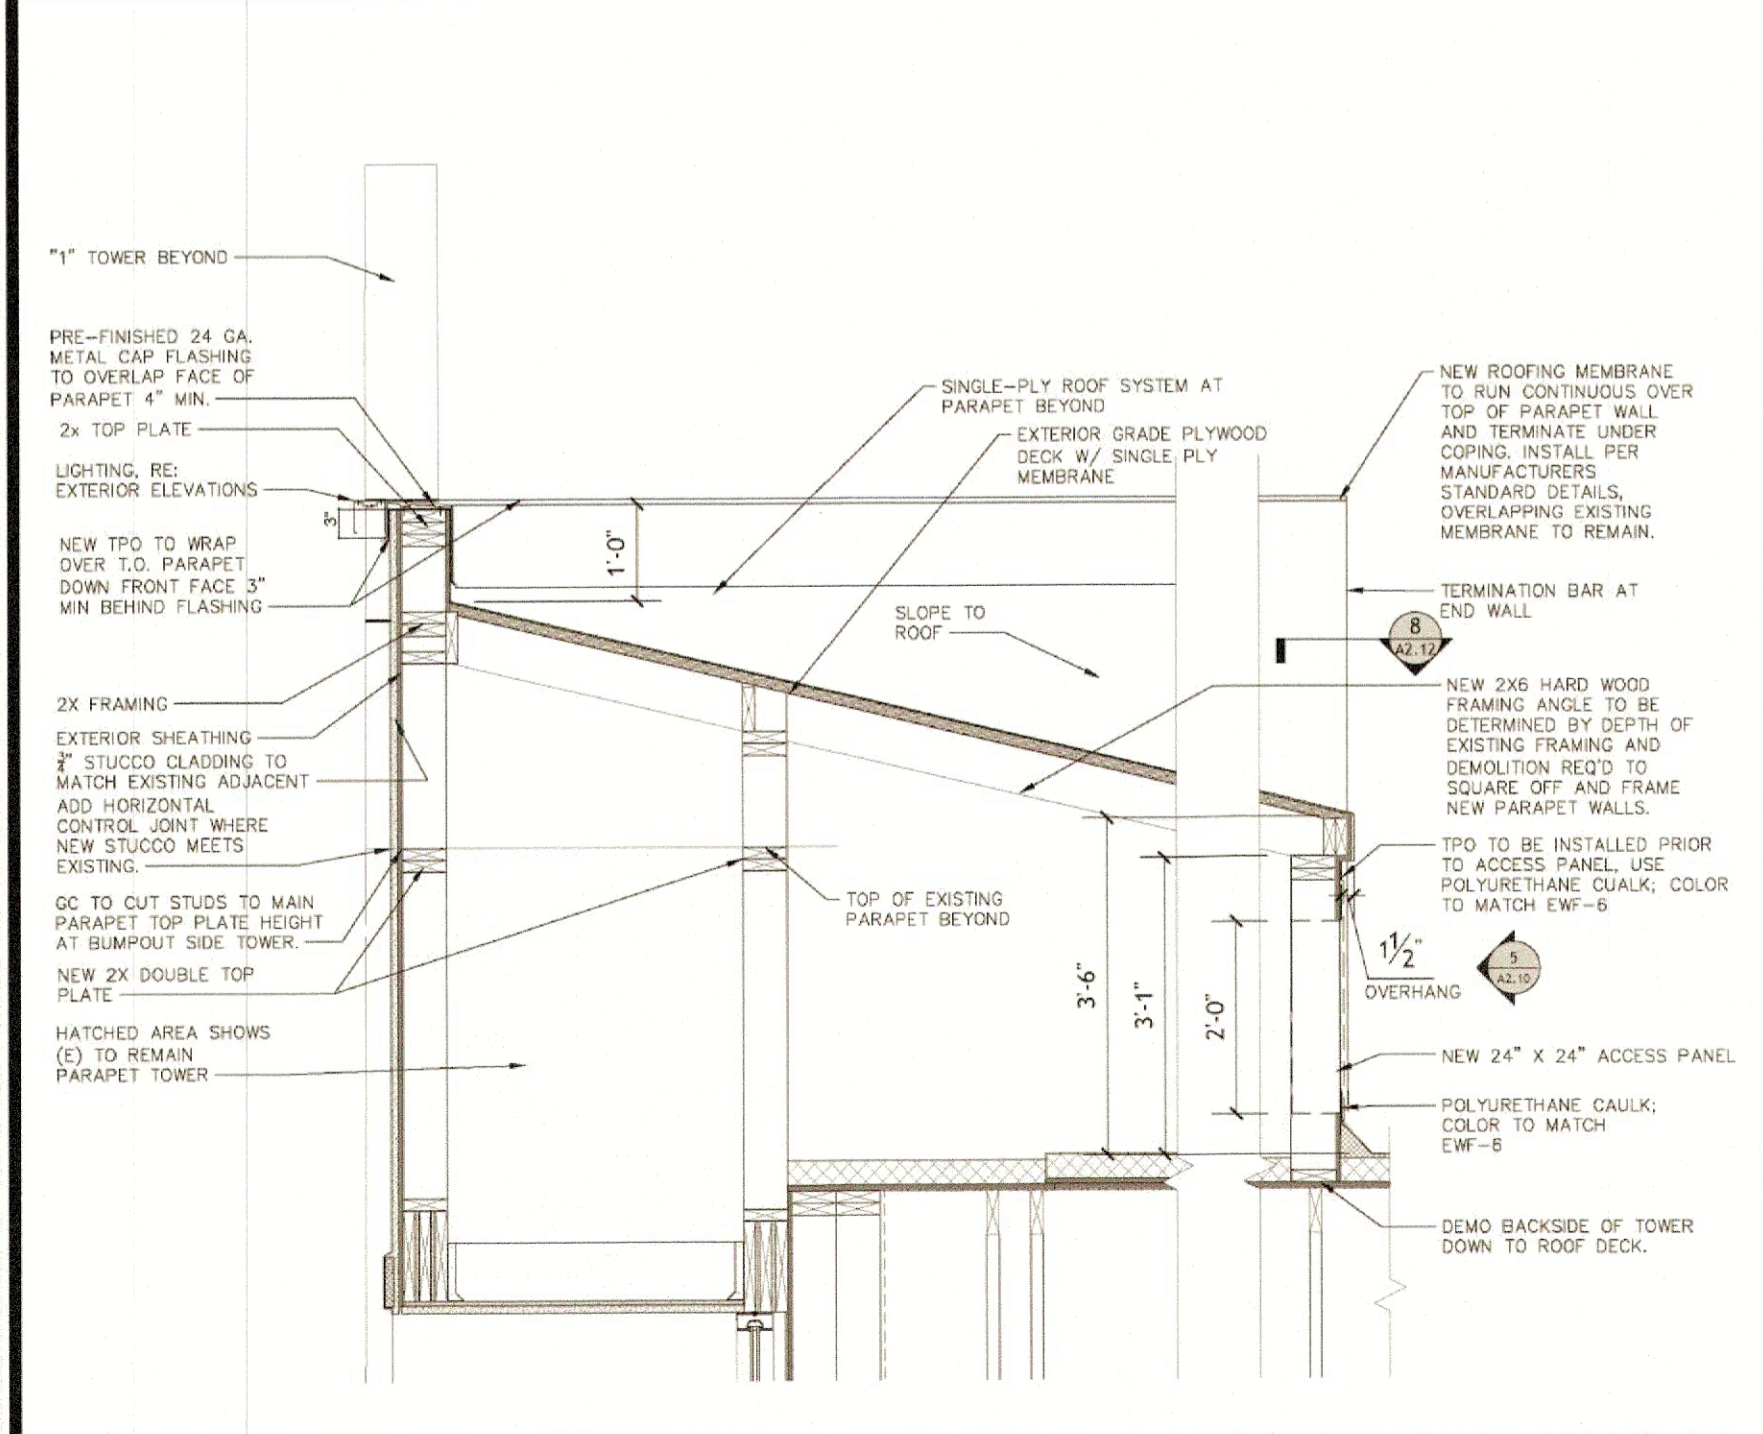 "1" TOWER BEYOND
PRE-FINISHED 24 GA.
METAL CAP FLASHING
TO OVERLAP FACE OF
PARAPET 4" MIN.
2x TOP PLATE
LIGHTING, RE:
EXTERIOR ELEVATIONS
NEW TPO TO WRAP
OVER T.O. PARAPET
DOWN FRONT FACE 3"
MIN BEHIND FLASHING
2X FRAMING
EXTERIOR SHEATHING
3/4" STUCCO CLADDING TO
MATCH EXISTING ADJACENT
ADD HORIZONTAL
CONTROL JOINT WHERE
NEW STUCCO MEETS
EXISTING.
GC TO CUT STUDS TO MAIN
PARAPET TOP PLATE HEIGHT
AT BUMPOUT SIDE TOWER.
NEW 2X DOUBLE TOP
PLATE
HATCHED AREA SHOWS
(E) TO REMAIN
PARAPET TOWER
3"
1'-0"
SINGLE-PLY ROOF SYSTEM AT
PARAPET BEYOND
EXTERIOR GRADE PLYWOOD
DECK W/ SINGLE PLY
MEMBRANE
SLOPE TO
ROOF
TOP OF EXISTING
PARAPET BEYOND
3'-6"
3'-1"
2'-0"
NEW ROOFING MEMBRANE
TO RUN CONTINUOUS OVER
TOP OF PARAPET WALL
AND TERMINATE UNDER
COPING. INSTALL PER
MANUFACTURERS
STANDARD DETAILS,
OVERLAPPING EXISTING
MEMBRANE TO REMAIN.
TERMINATION BAR AT
END WALL
8
A2.12
NEW 2X6 HARD WOOD
FRAMING ANGLE TO BE
DETERMINED BY DEPTH OF
EXISTING FRAMING AND
DEMOLITION REQ'D TO
SQUARE OFF AND FRAME
NEW PARAPET WALLS.
TPO TO BE INSTALLED PRIOR
TO ACCESS PANEL, USE
POLYURETHANE CUALK; COLOR
TO MATCH EWF-6
1 1/2"
OVERHANG
5
A2.10
NEW 24" X 24" ACCESS PANEL
POLYURETHANE CAULK;
COLOR TO MATCH
EWF-6
DEMO BACKSIDE OF TOWER
DOWN TO ROOF DECK.